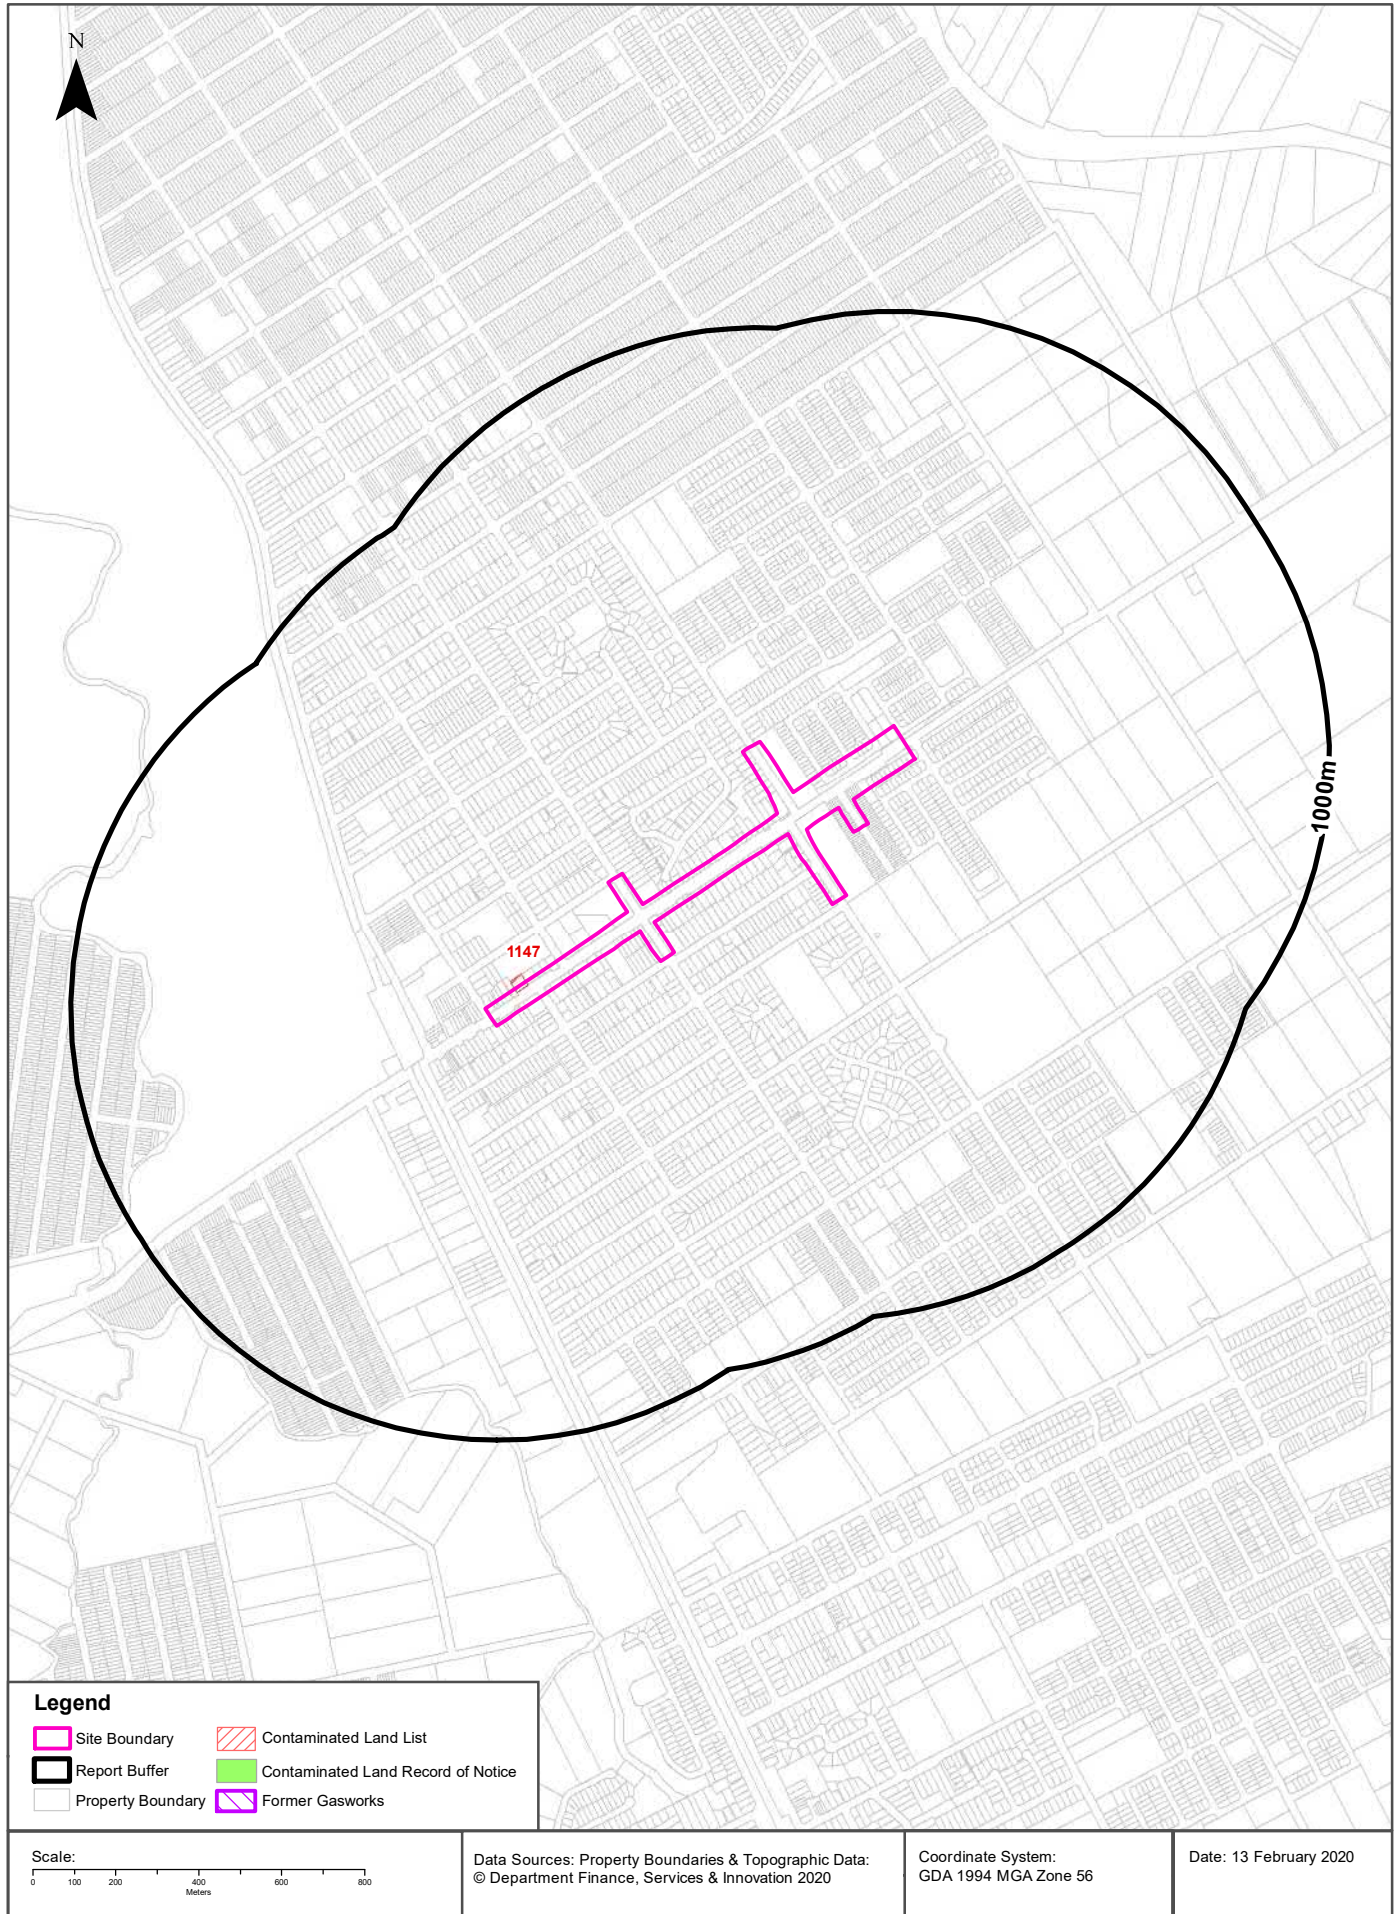 N
1000m
1147
Legend
Site Boundary
Contaminated Land List
Report Buffer
Contaminated Land Record of Notice
Property Boundary
Former Gasworks
Scale:
0 100 200 400 600 800
Meters
Data Sources: Property Boundaries & Topographic Data:
© Department Finance, Services & Innovation 2020
Coordinate System:
GDA 1994 MGA Zone 56
Date: 13 February 2020